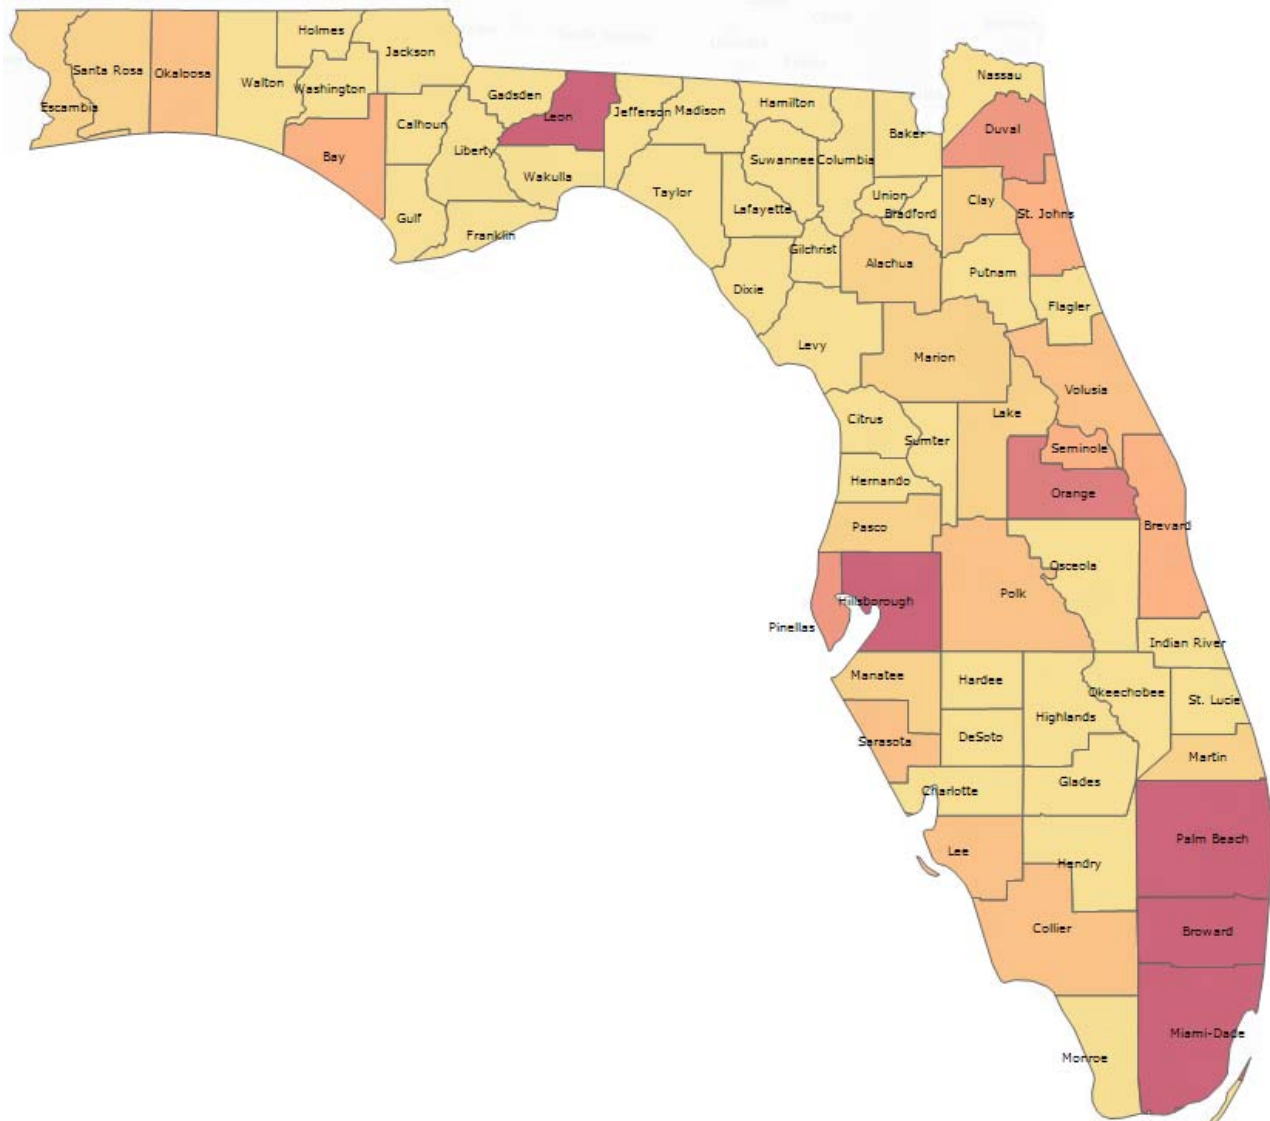 Holmes
Jackson
Santa Rosa
Okaloosa
Walton
Washington
Escambia
Gadsden
Leon
Jefferson
Madison
Hamilton
Nassau
Calhoun
Bay
Liberty
Wakulla
Taylor
Suwannee
Columbia
Baker
Duval
Gulf
Franklin
Lafayette
Union
Bradford
Clay
St. Johns
Gilchrist
Alachua
Putnam
Dixie
Flagler
Levy
Marion
Volusia
Citrus
Sumter
Lake
Seminole
Hernando
Orange
Pasco
Brevard
Osceola
Polk
Hillsborough
Pinellas
Indian River
Manatee
Hardee
Okeechobee
St. Lucie
Highlands
Sarasota
DeSoto
Martin
Charlotte
Glades
Palm Beach
Lee
Hendry
Collier
Broward
Miami-Dade
Monroe